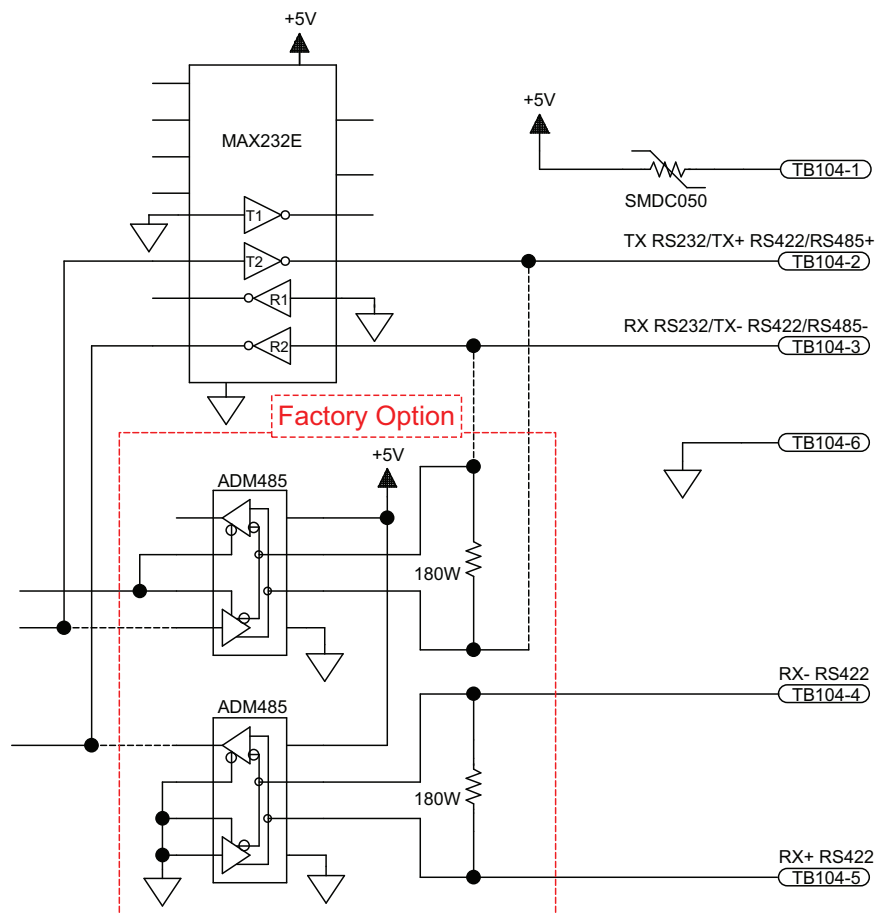 +5V
MAX232E
+5V
SMDC050
TB104-1
T1
TX RS232/TX+ RS422/RS485+
T2
TB104-2
R1
RX RS232/TX- RS422/RS485-
R2
TB104-3
Factory Option
TB104-6
+5V
ADM485
180W
RX- RS422
TB104-4
ADM485
180W
RX+ RS422
TB104-5